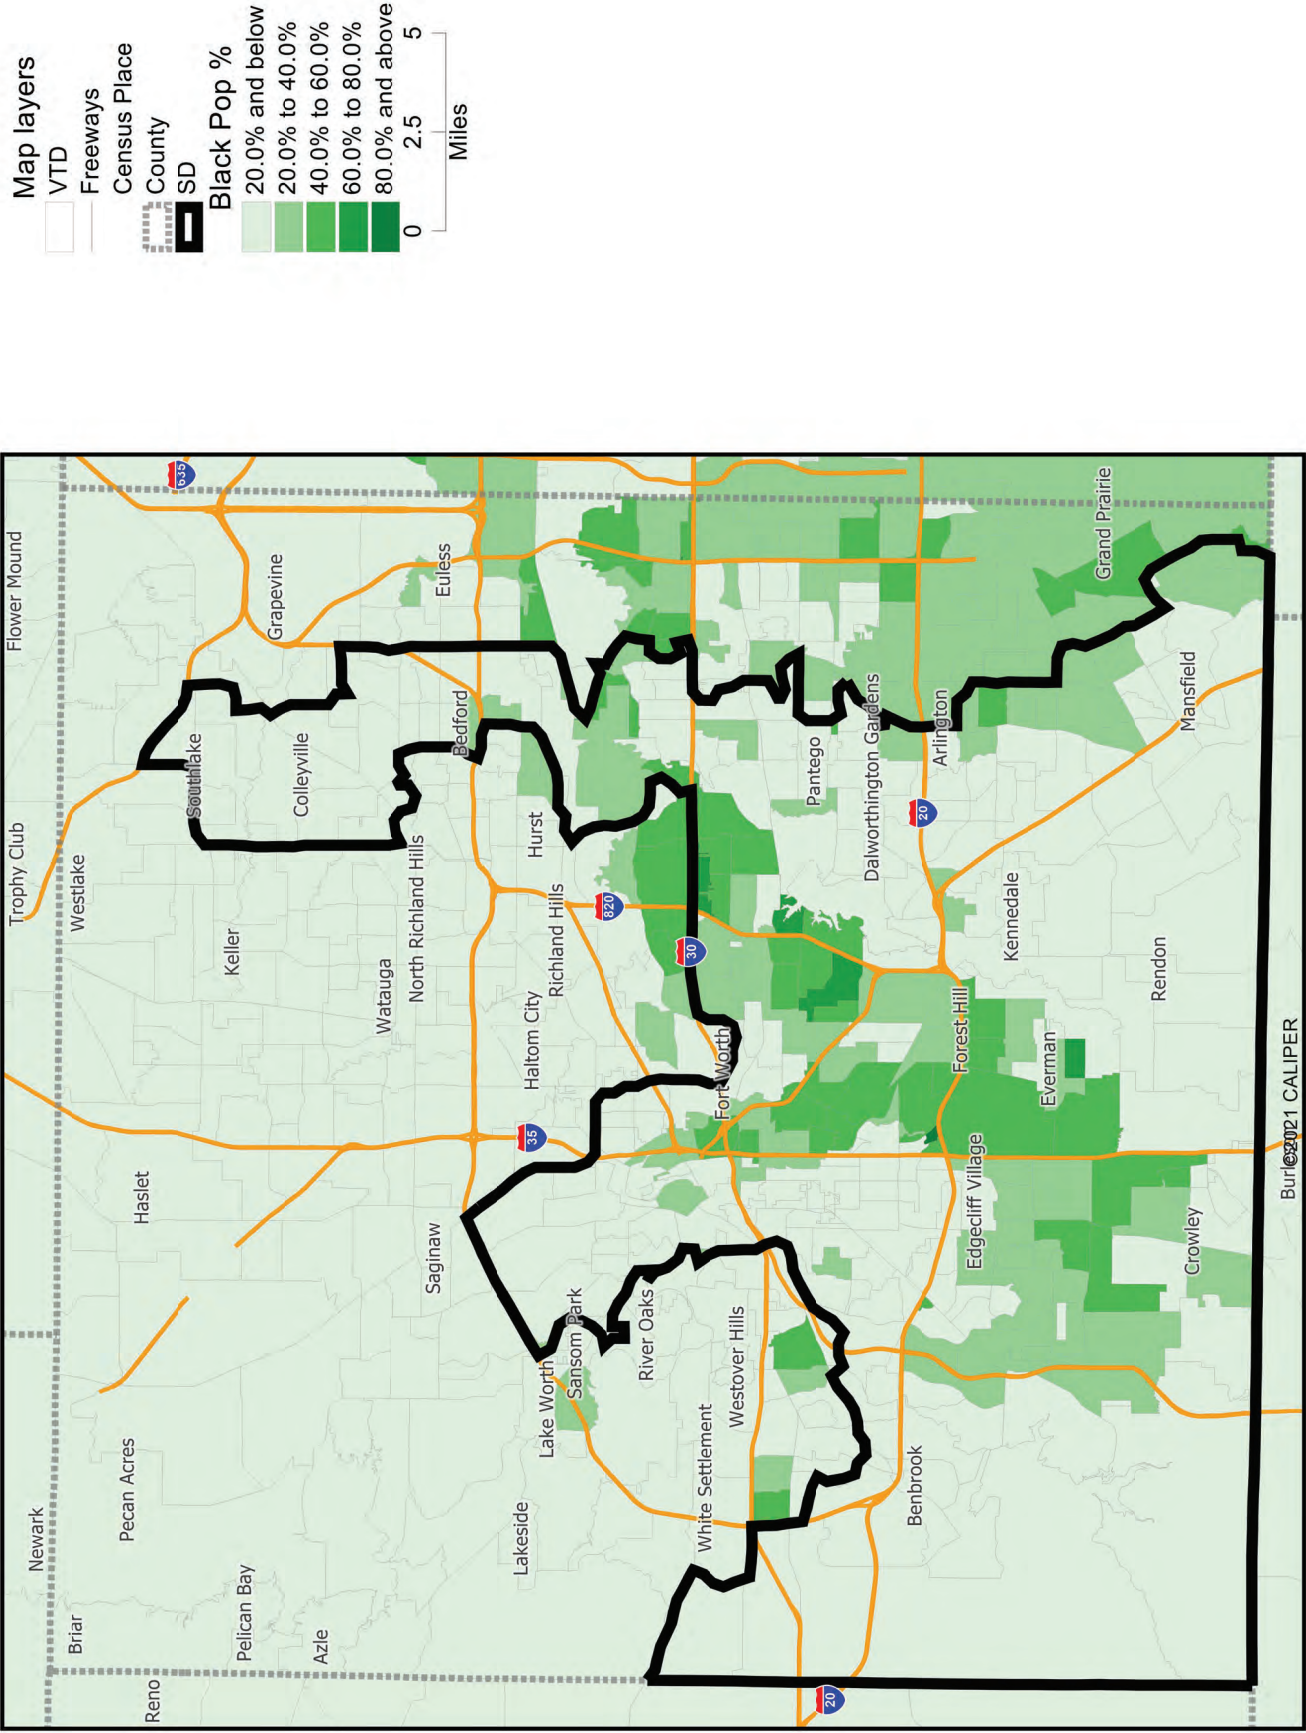 Map layers
VTD
Freeways
Census Place
County
SD
Black Pop %
20.0% and below
20.0% to 40.0%
40.0% to 60.0%
60.0% to 80.0%
80.0% and above
0 2.5 5
Miles
Newark
Trophy Club
Flower Mound
Briar
Westlake
Pecan Acres
Haslet
Reno
635
Southlake
Pelican Bay
Keller
Grapevine
Azle
Colleyville
Watauga
North Richland Hills
Saginaw
Euless
Bedford
Lakeside
35
Haltom City
Hurst
Lake Worth
Richland Hills
Sansom Park
820
River Oaks
30
White Settlement
Fort Worth
Westover Hills
Pantego
20
Dalworthington Gardens
Benbrook
20
Arlington
Forest Hill
Edgecliff Village
Kennedale
Everman
Grand Prairie
Rendon
Crowley
Mansfield
©2021 CALIPER